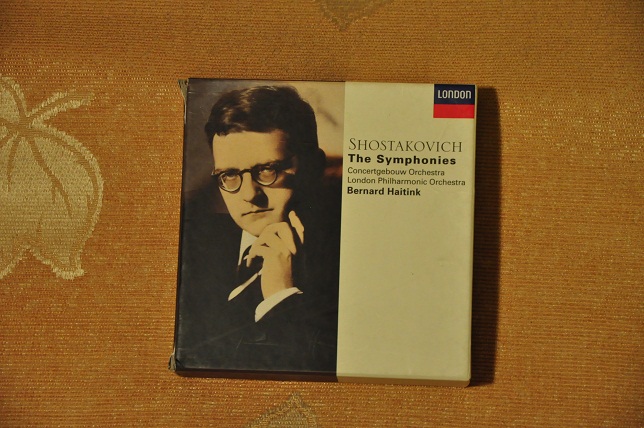 LONDON
SHOSTAKOVICH
The Symphonies
Concertgebouw Orchestra
London Philharmonic Orchestra
Bernard Haitink